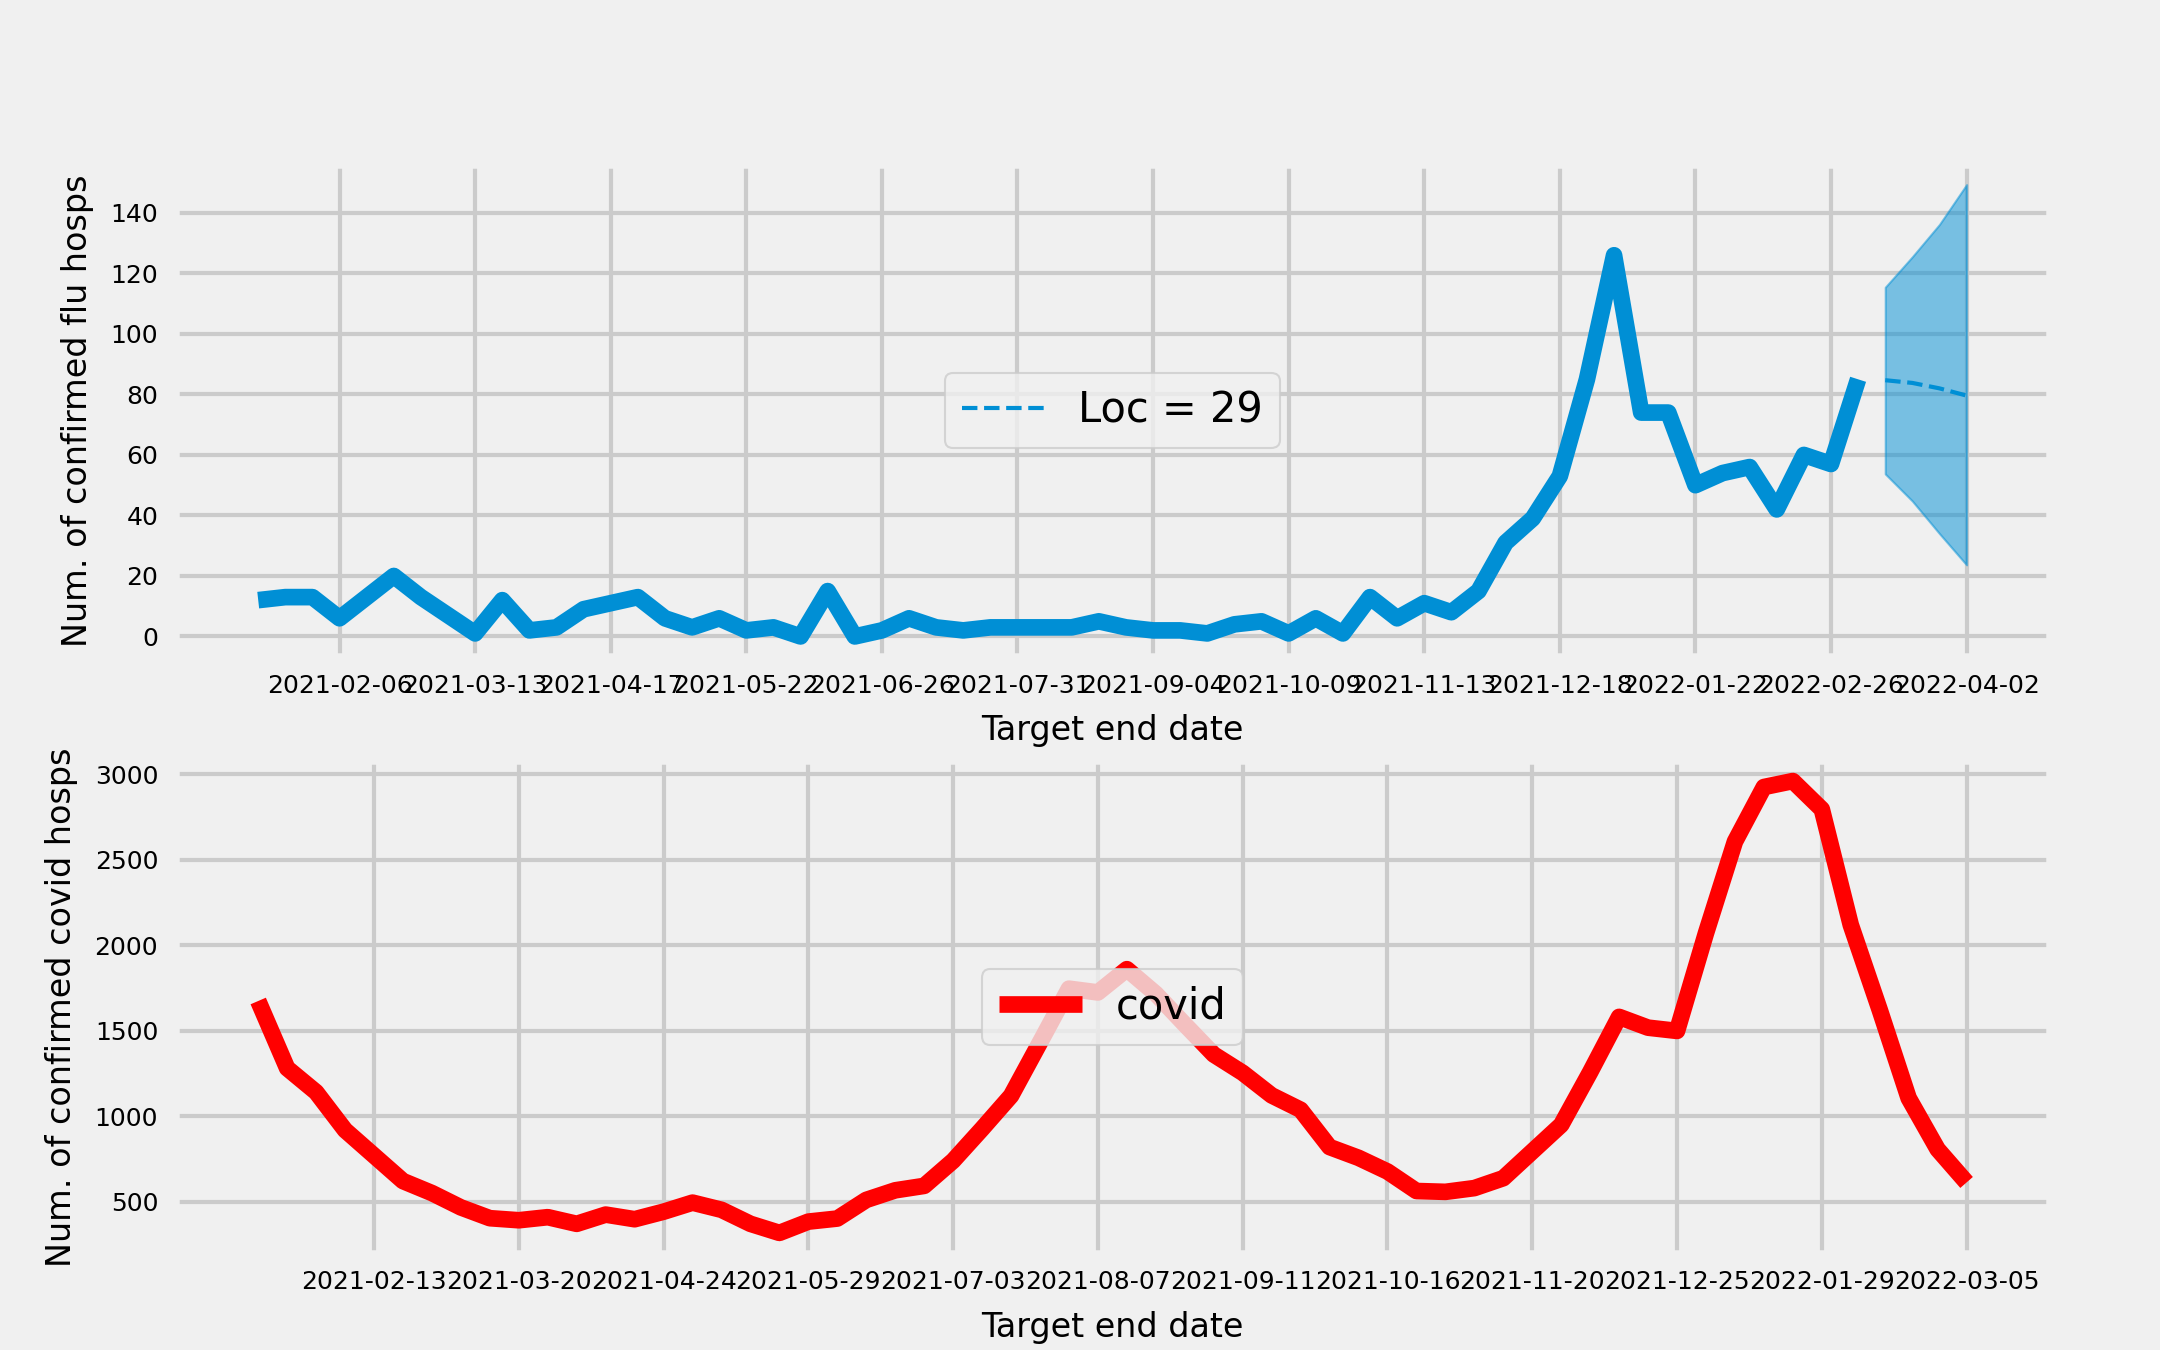 Num. of confirmed flu hosps
140
120
100
80
60
40
20
0
Loc = 29
2021-02-06 2021-03-13 2021-04-17 2021-05-22 2021-06-26 2021-07-31 2021-09-04 2021-10-09 2021-11-13 2021-12-18 2022-01-22 2022-02-26 2022-04-02
Target end date
Num. of confirmed covid hosps
3000
2500
2000
1500
1000
500
covid
2021-02-13 2021-03-20 2021-04-24 2021-05-29 2021-07-03 2021-08-07 2021-09-11 2021-10-16 2021-11-20 2021-12-25 2022-01-29 2022-03-05
Target end date